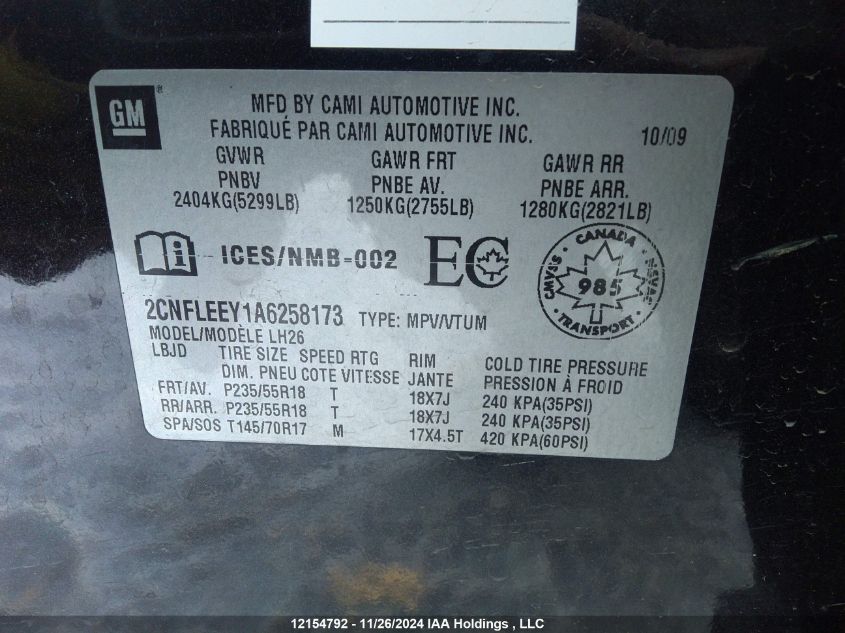 GM
MFD BY CAMI AUTOMOTIVE INC.
FABRIQUÉ PAR CAMI AUTOMOTIVE INC.
10/09
GVWR GAWR FRT GAWR RR
PNBV PNBE AV. PNBE ARR.
2404KG(5299LB) 1250KG(2755LB) 1280KG(2821LB)
i ICES/NMB-002 EC
CANADA
CMVSS 985 NSVAC
TRANSPORT
2CNFLEEY1A6258173 TYPE: MPV/VTUM
MODEL/MODÈLE LH26
LBJD TIRE SIZE SPEED RTG RIM COLD TIRE PRESSURE
DIM. PNEU COTE VITESSE JANTE PRESSION À FROID
FRT/AV. P235/55R18 T 18X7J 240 KPA(35PSI)
RR/ARR. P235/55R18 T 18X7J 240 KPA(35PSI)
SPA/SOS T145/70R17 M 17X4.5T 420 KPA(60PSI)
12154792 - 11/26/2024 IAA Holdings , LLC